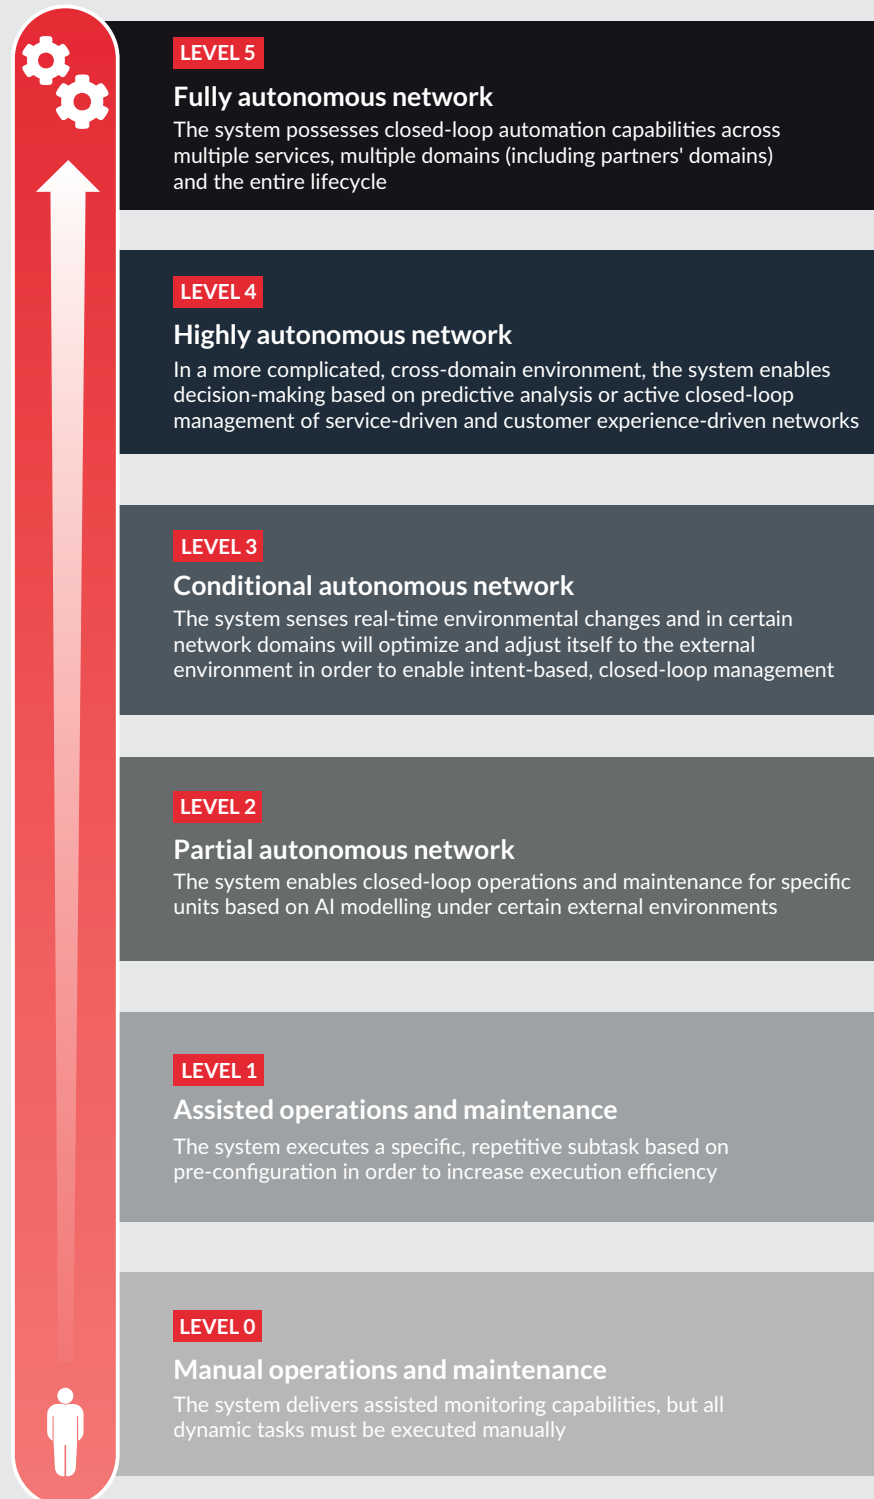 LEVEL 5
Fully autonomous network
The system possesses closed-loop automation capabilities across
multiple services, multiple domains (including partners' domains)
and the entire lifecycle
LEVEL 4
Highly autonomous network
In a more complicated, cross-domain environment, the system enables
decision-making based on predictive analysis or active closed-loop
management of service-driven and customer experience-driven networks
LEVEL 3
Conditional autonomous network
The system senses real-time environmental changes and in certain
network domains will optimize and adjust itself to the external
environment in order to enable intent-based, closed-loop management
LEVEL 2
Partial autonomous network
The system enables closed-loop operations and maintenance for specific
units based on AI modelling under certain external environments
LEVEL 1
Assisted operations and maintenance
The system executes a specific, repetitive subtask based on
pre-configuration in order to increase execution efficiency
LEVEL 0
Manual operations and maintenance
The system delivers assisted monitoring capabilities, but all
dynamic tasks must be executed manually